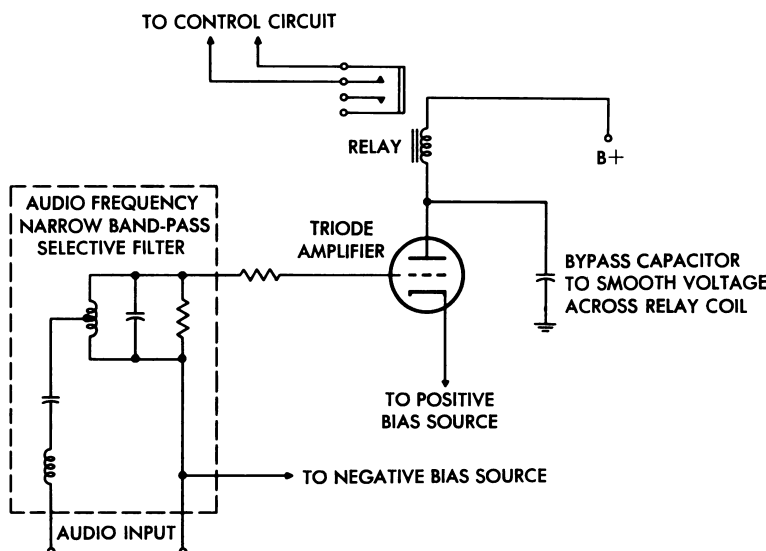 TO CONTROL CIRCUIT
RELAY
B+
AUDIO FREQUENCY
NARROW BAND-PASS
SELECTIVE FILTER
TRIODE
AMPLIFIER
BYPASS CAPACITOR
TO SMOOTH VOLTAGE
ACROSS RELAY COIL
TO POSITIVE
BIAS SOURCE
TO NEGATIVE BIAS SOURCE
AUDIO INPUT